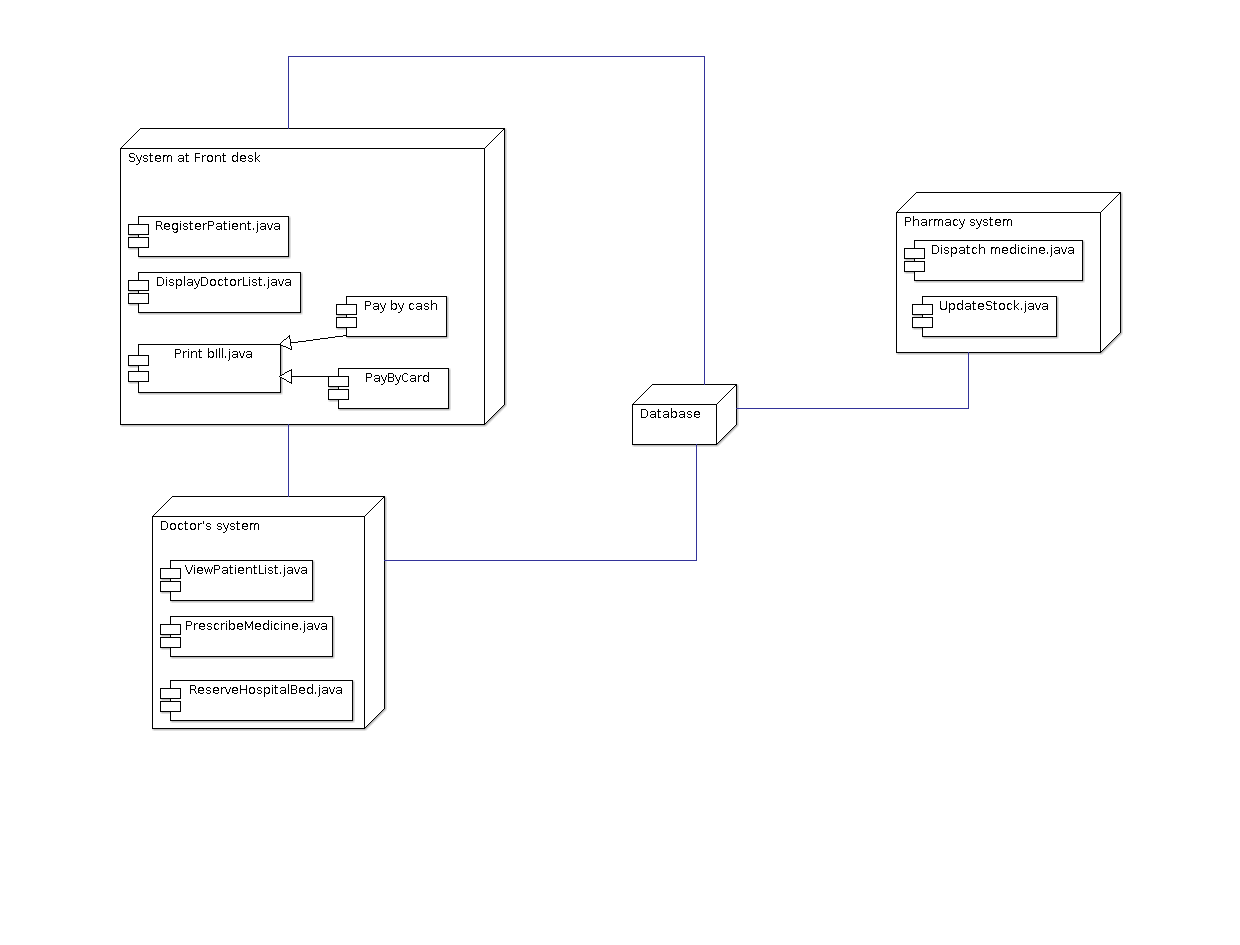 System at Front desk
RegisterPatient.java
DisplayDoctorList.java
Pay by cash
Print bIll.java
PayByCard
Pharmacy system
Dispatch medicine.java
UpdateStock.java
Database
Doctor's system
ViewPatientList.java
PrescribeMedicine.java
ReserveHospitalBed.java